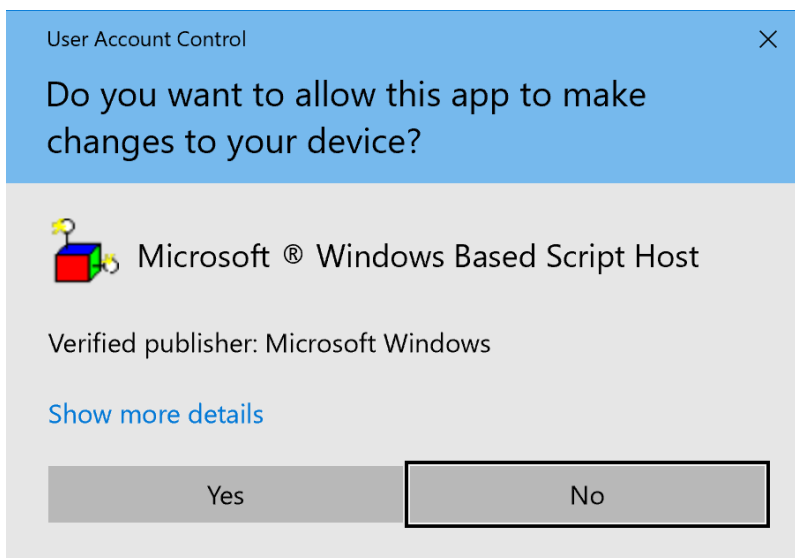 User Account Control
Do you want to allow this app to make
changes to your device?
Microsoft ® Windows Based Script Host
Verified publisher: Microsoft Windows
Show more details
Yes
No